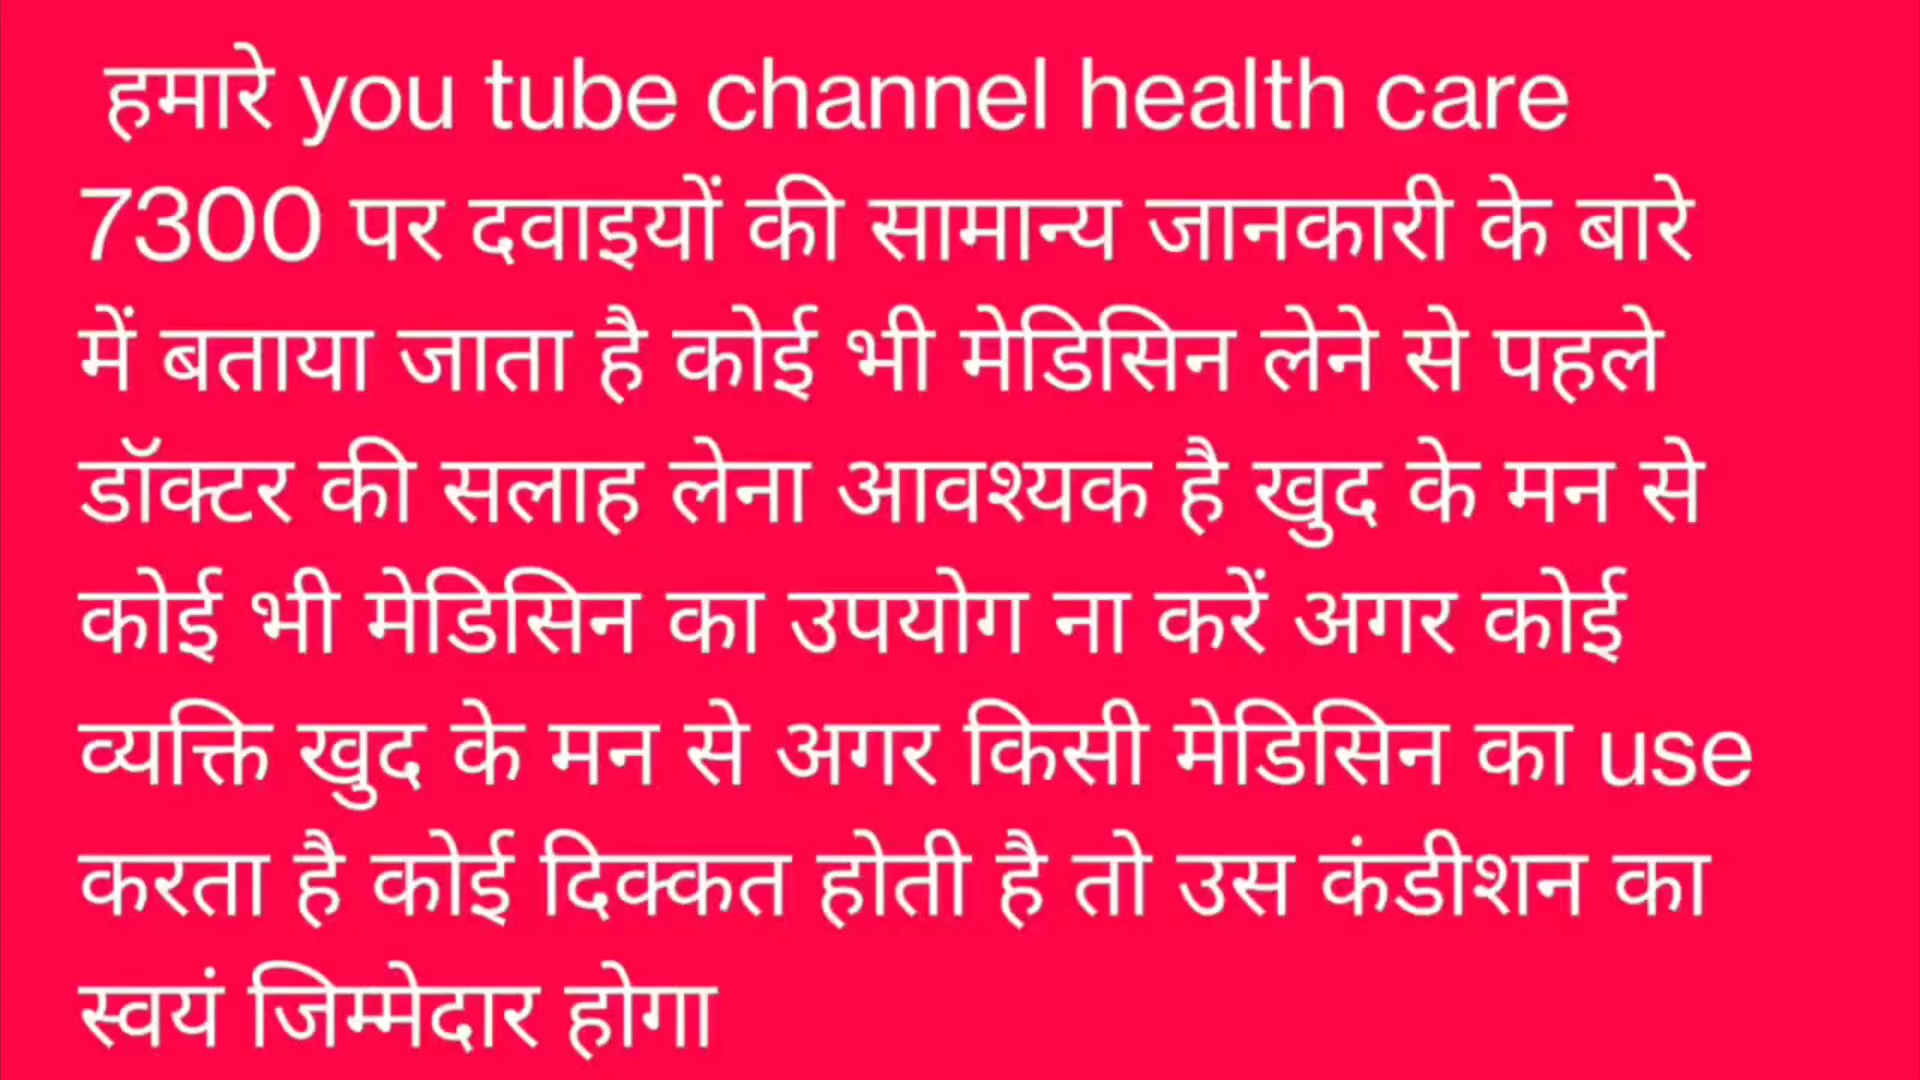 हमारे you tube channel health care
7300 पर दवाइयों की सामान्य जानकारी के बारे
में बताया जाता है कोई भी मेडिसिन लेने से पहले
डॉक्टर की सलाह लेना आवश्यक है खुद के मन से
कोई भी मेडिसिन का उपयोग ना करें अगर कोई
व्यक्ति खुद के मन से अगर किसी मेडिसिन का use
करता है कोई दिक्कत होती है तो उस कंडीशन का
स्वयं जिम्मेदार होगा